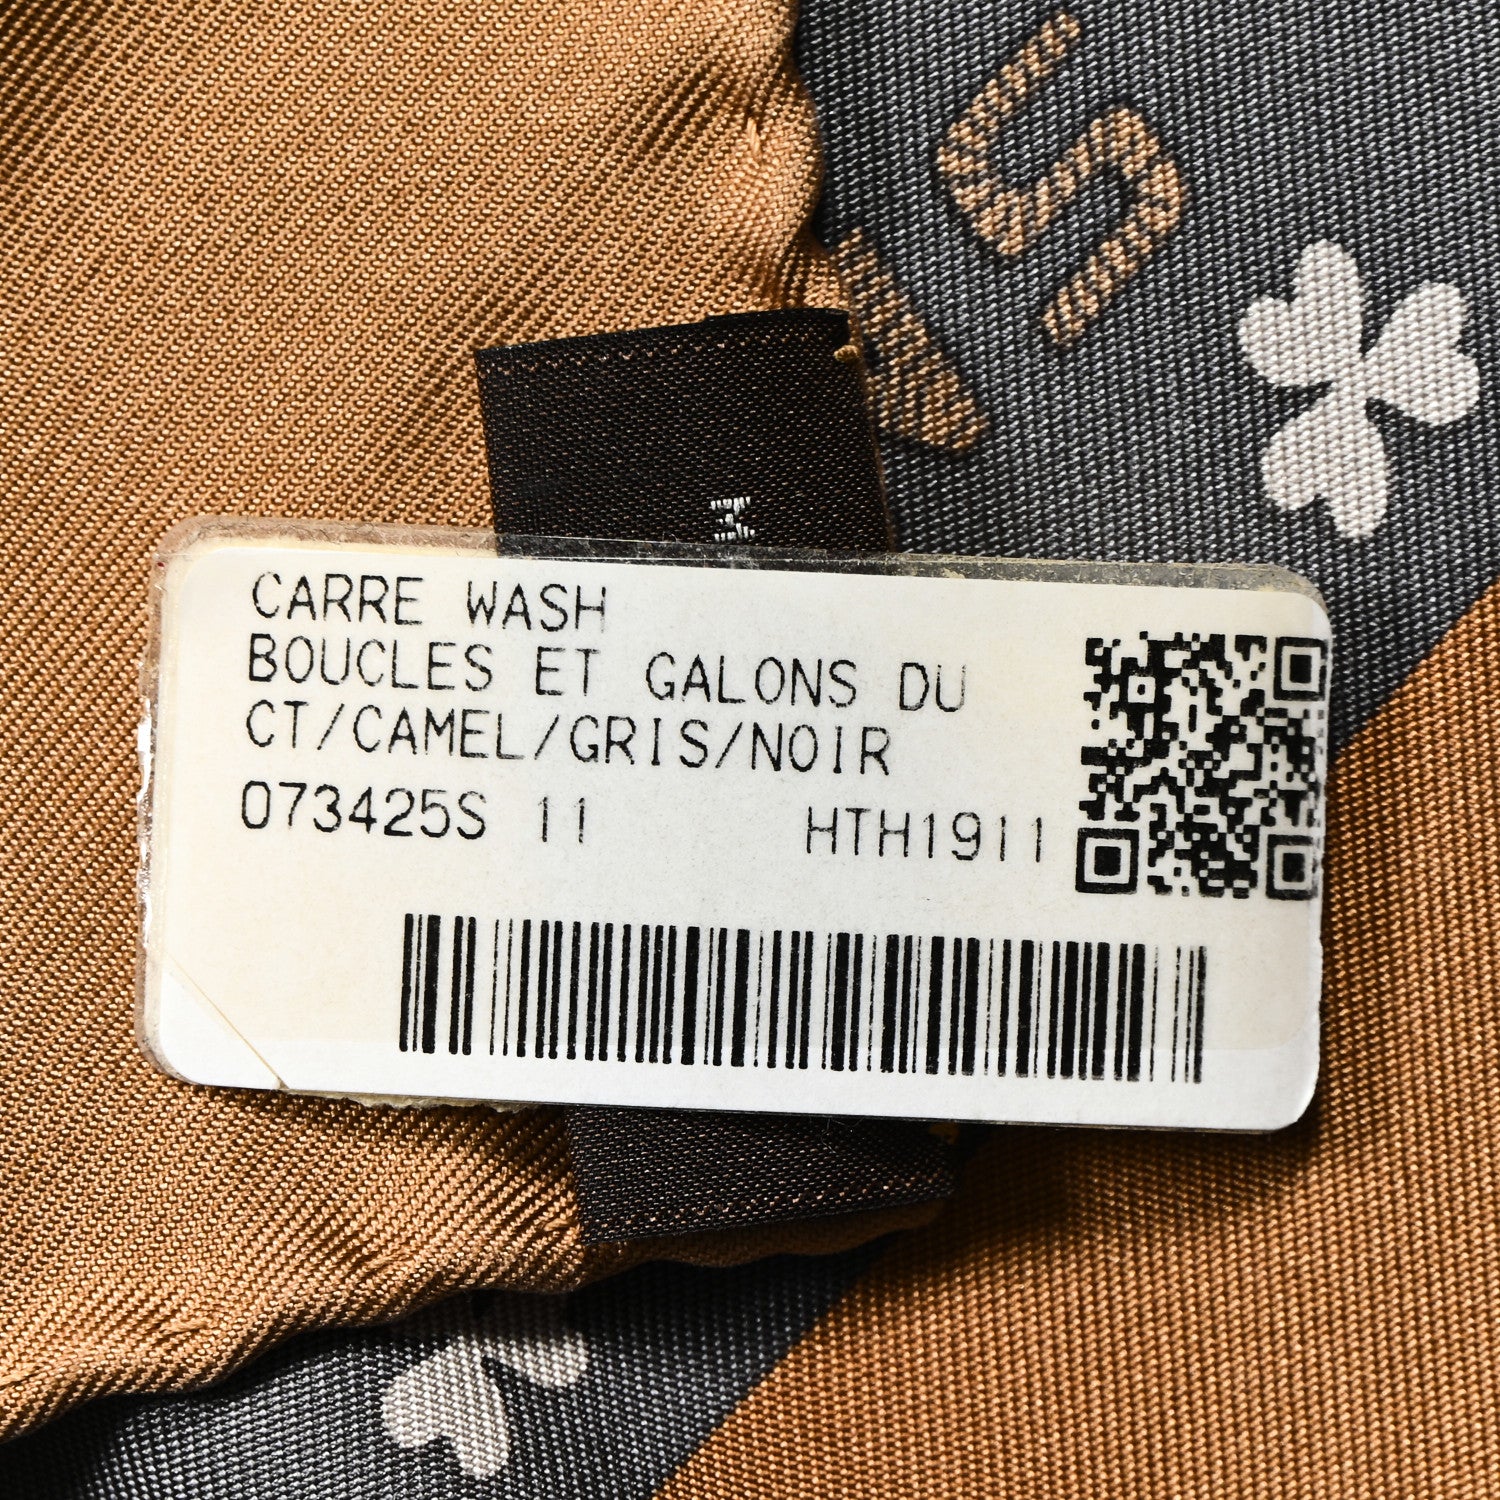 CARRE WASH
BOUCLES ET GALONS DU
CT/CAMEL/GRIS/NOIR
073425S 11 HTH1911